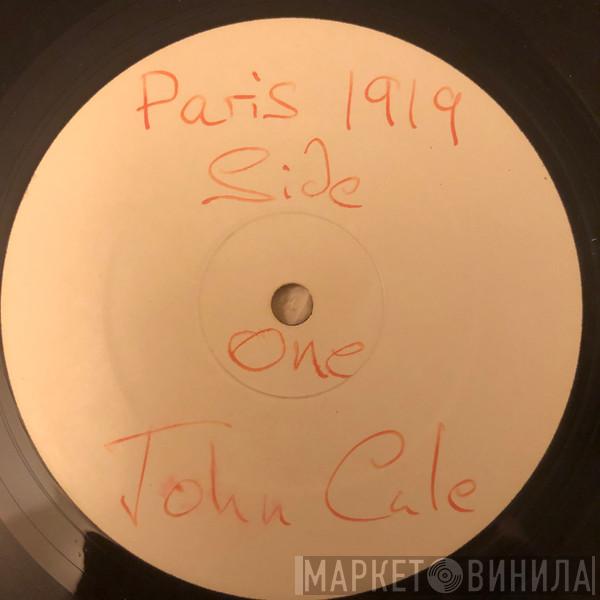 Paris 1919
Side
One
John Cale
МАРКЕТ ВИНИЛА